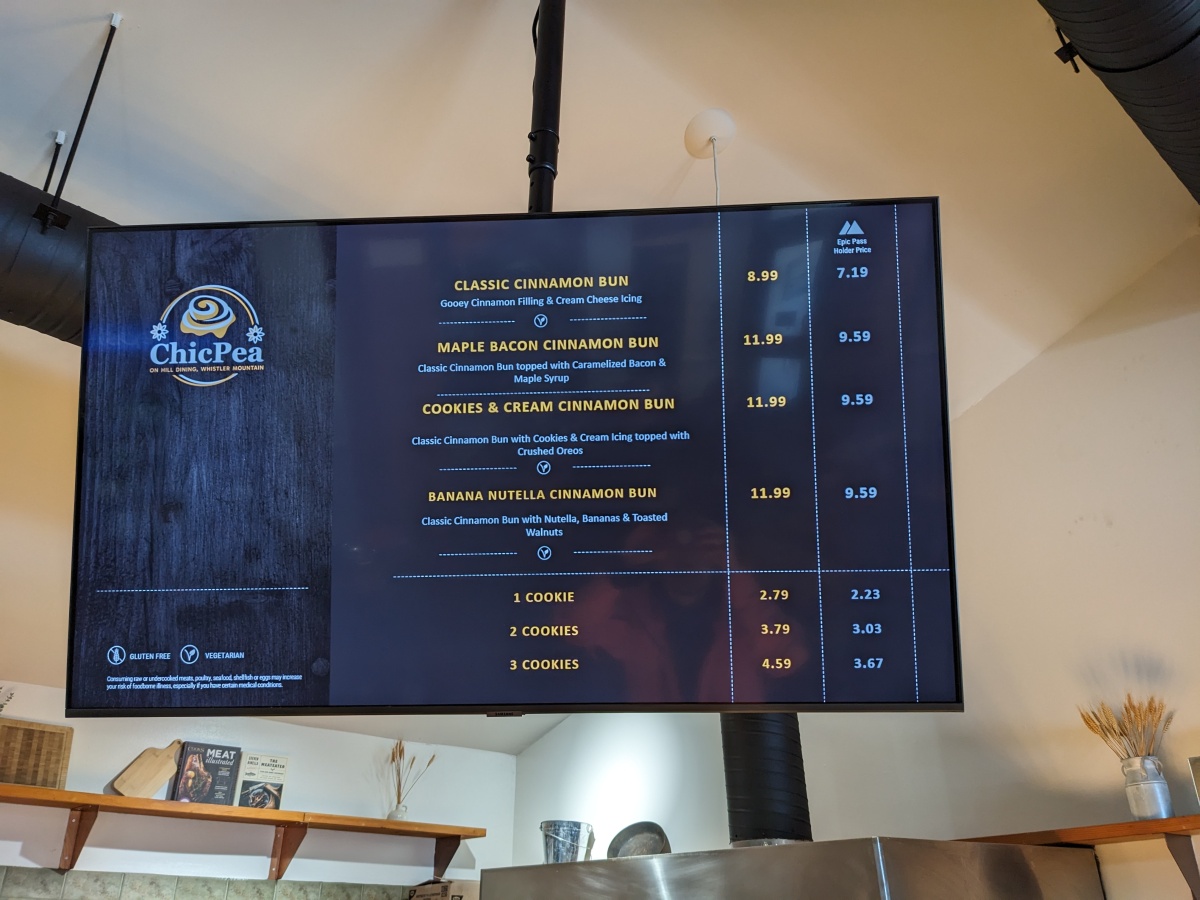 ChicPea
ON HILL DINING, WHISTLER MOUNTAIN
Epic Pass
Holder Price
CLASSIC CINNAMON BUN 8.99 7.19
Gooey Cinnamon Filling & Cream Cheese Icing
MAPLE BACON CINNAMON BUN 11.99 9.59
Classic Cinnamon Bun topped with Caramelized Bacon &
Maple Syrup
COOKIES & CREAM CINNAMON BUN 11.99 9.59
Classic Cinnamon Bun with Cookies & Cream Icing topped with
Crushed Oreos
BANANA NUTELLA CINNAMON BUN 11.99 9.59
Classic Cinnamon Bun with Nutella, Bananas & Toasted
Walnuts
1 COOKIE 2.79 2.23
2 COOKIES 3.79 3.03
3 COOKIES 4.59 3.67
GLUTEN FREE VEGETARIAN
Consuming raw or undercooked meats, poultry, seafood, shellfish or eggs may increase
your risk of foodborne illness, especially if you have certain medical conditions.
SAMSUNG
MEAT
illustrated
THE
MEATEATER